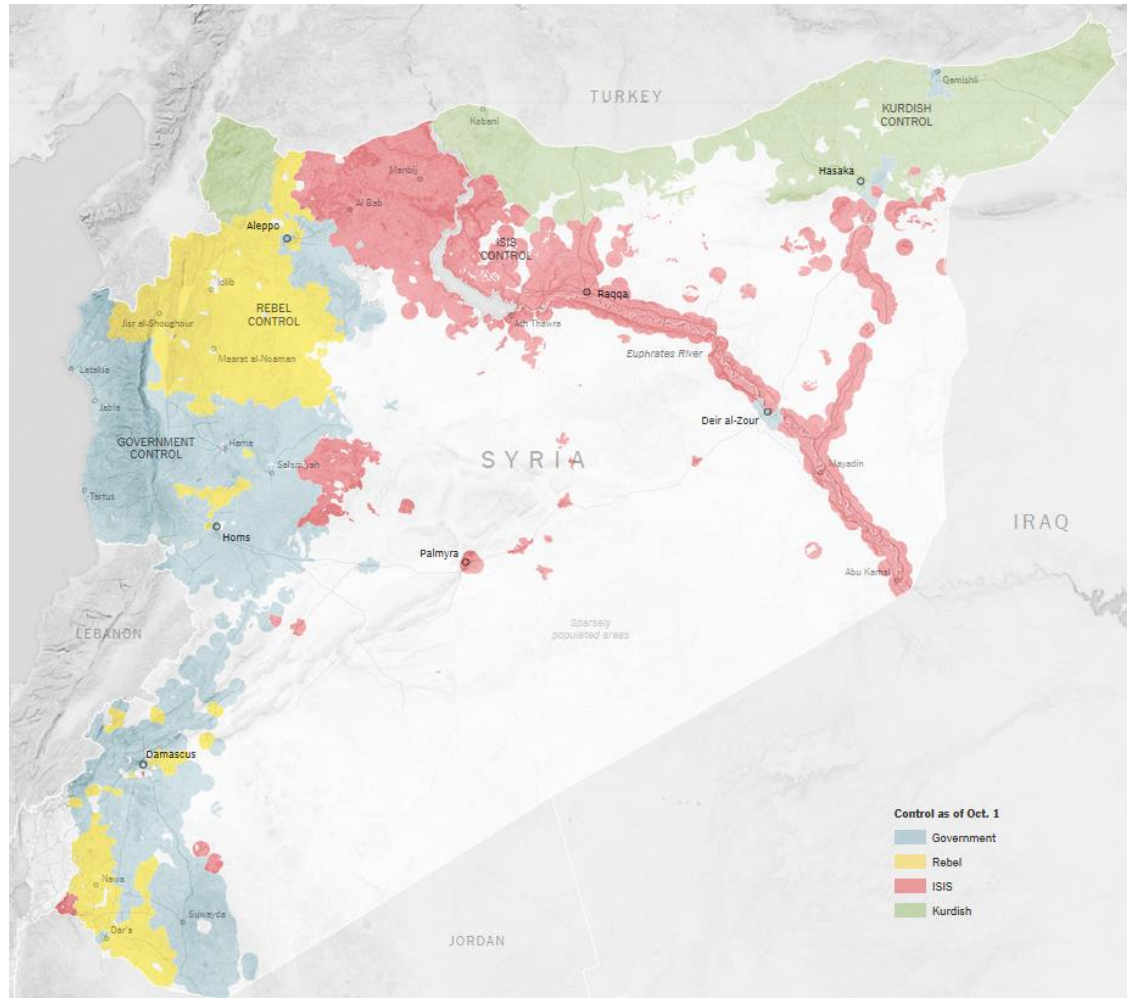 TURKEY
Qamishli
Kobani
KURDISH
CONTROL
Hasaka
Manbij
Al Bab
Aleppo
ISIS
CONTROL
Idlib
Raqqa
REBEL
CONTROL
Jisr al-Shoughour
Ath Thawra
Maarat al-Noaman
Euphrates River
Latakia
Jabla
Deir al-Zour
GOVERNMENT
CONTROL
Hama
SYRIA
Salamiyah
Mayadin
Tartus
Homs
IRAQ
Palmyra
Abu Kamal
LEBANON
Sparsely
populated areas
Damascus
Control as of Oct. 1
Government
Rebel
ISIS
Kurdish
Nawa
Suwayda
Dar'a
JORDAN